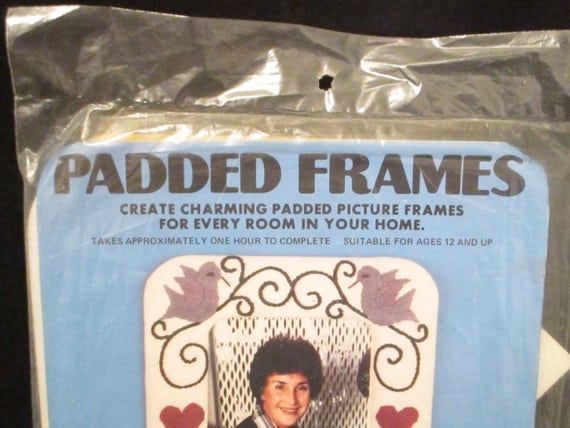 PADDED FRAMES
CREATE CHARMING PADDED PICTURE FRAMES
FOR EVERY ROOM IN YOUR HOME.
TAKES APPROXIMATELY ONE HOUR TO COMPLETE SUITABLE FOR AGES 12 AND UP